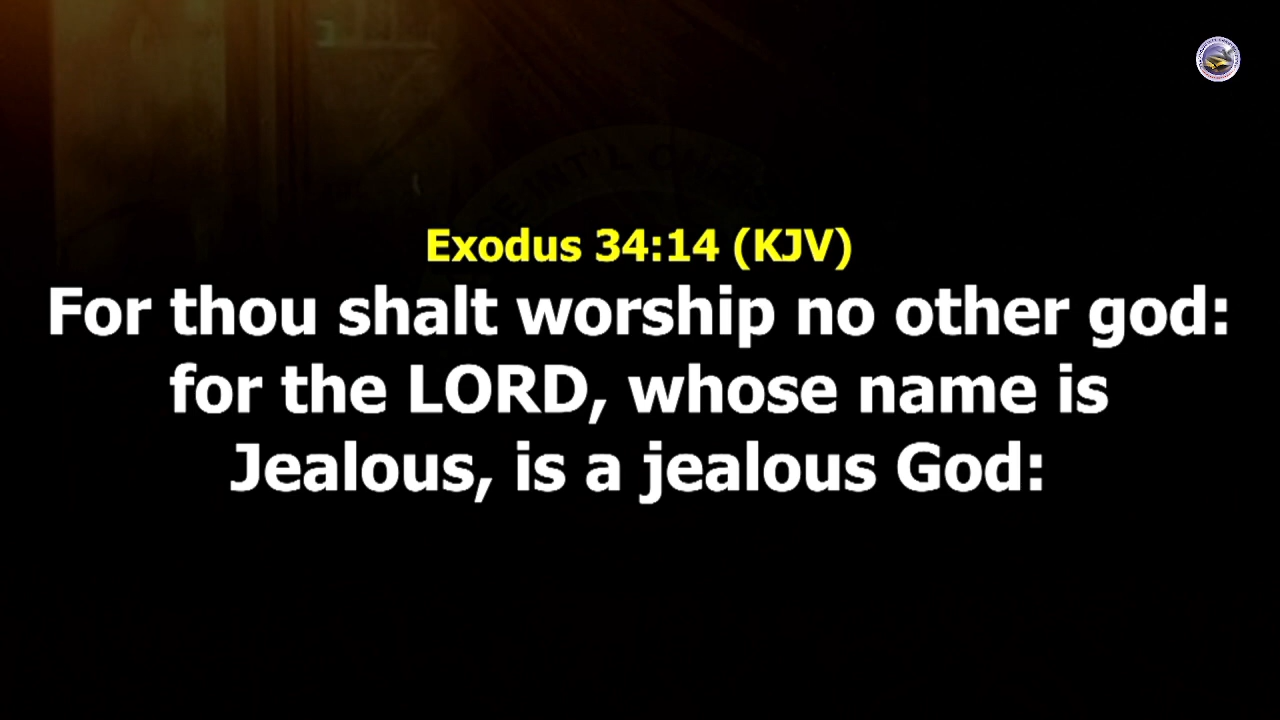 Exodus 34:14 (KJV)
For thou shalt worship no other god:
for the LORD, whose name is
Jealous, is a jealous God: